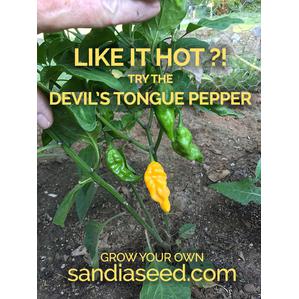 LIKE IT HOT ?!
TRY THE
DEVIL'S TONGUE PEPPER
GROW YOUR OWN
sandiaseed.com